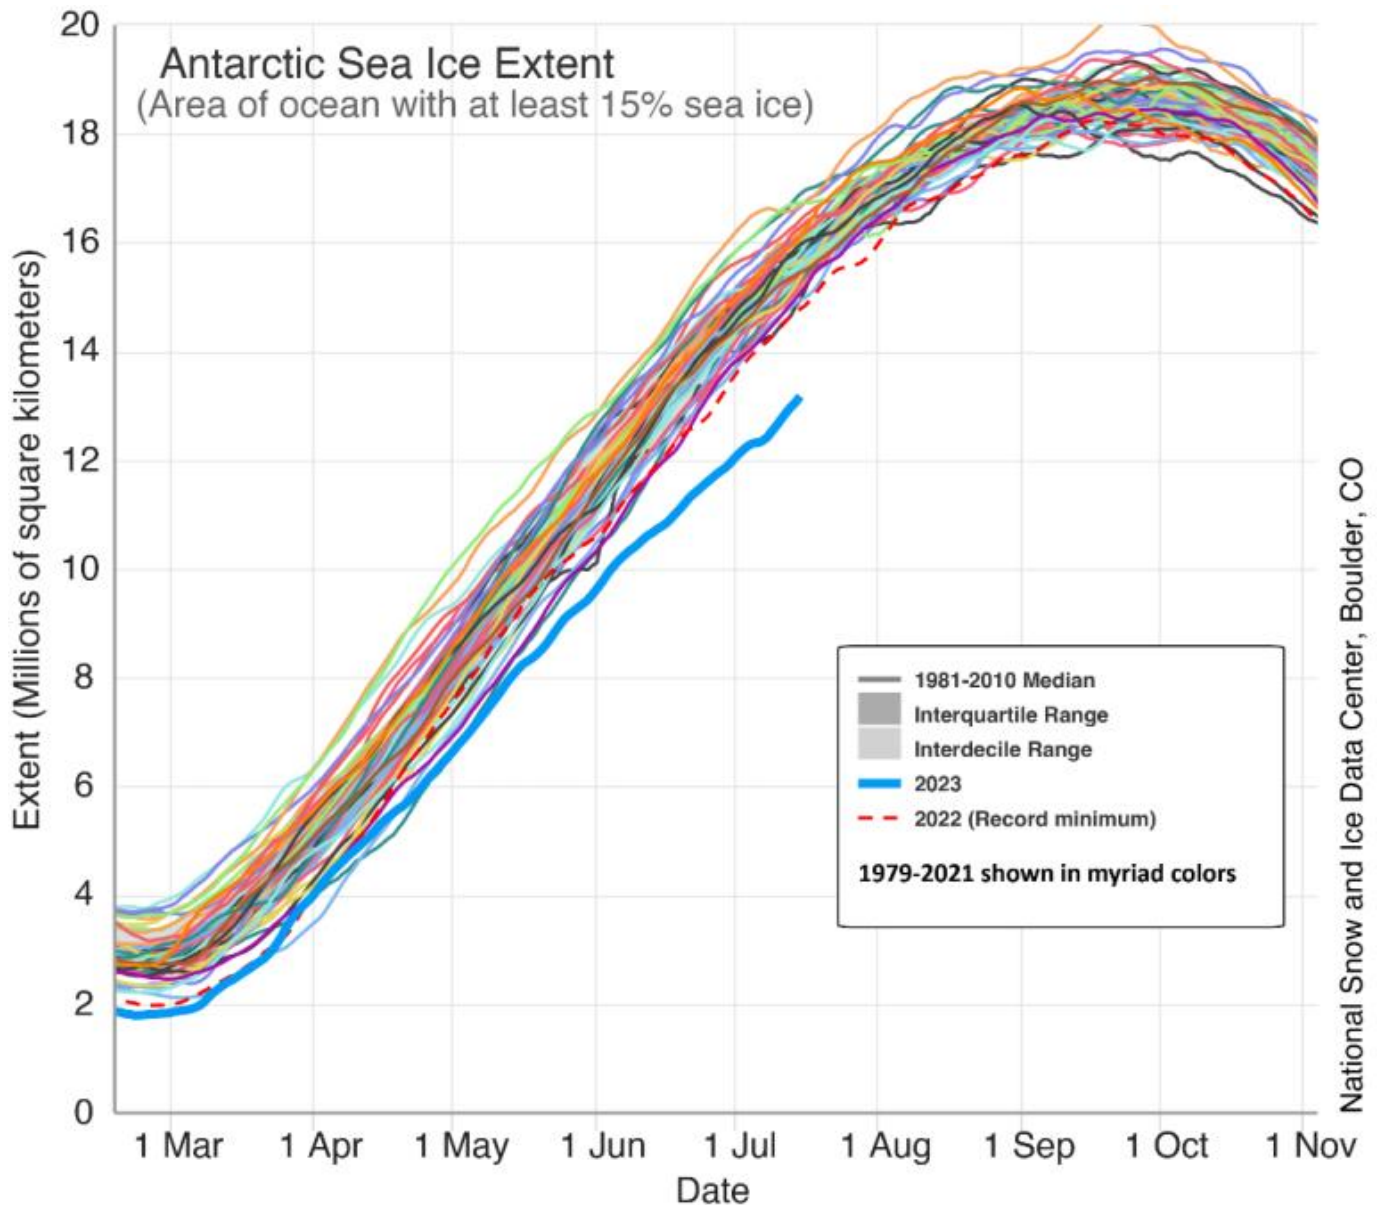 Antarctic Sea Ice Extent
(Area of ocean with at least 15% sea ice)
20
18
16
14
12
10
8
6
4
2
0
Extent (Millions of square kilometers)
1981-2010 Median
Interquartile Range
Interdecile Range
2023
2022 (Record minimum)
1979-2021 shown in myriad colors
1 Mar
1 Apr
1 May
1 Jun
1 Jul
1 Aug
1 Sep
1 Oct
1 Nov
Date
National Snow and Ice Data Center, Boulder, CO